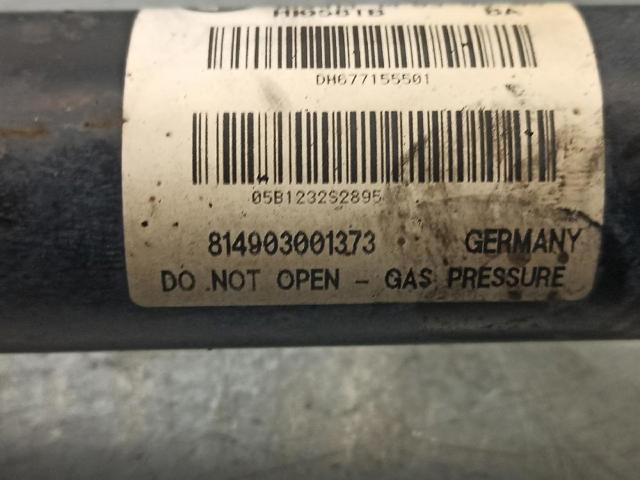 DH677155501
05B1232S2895
814903001373 GERMANY
DO NOT OPEN - GAS PRESSURE